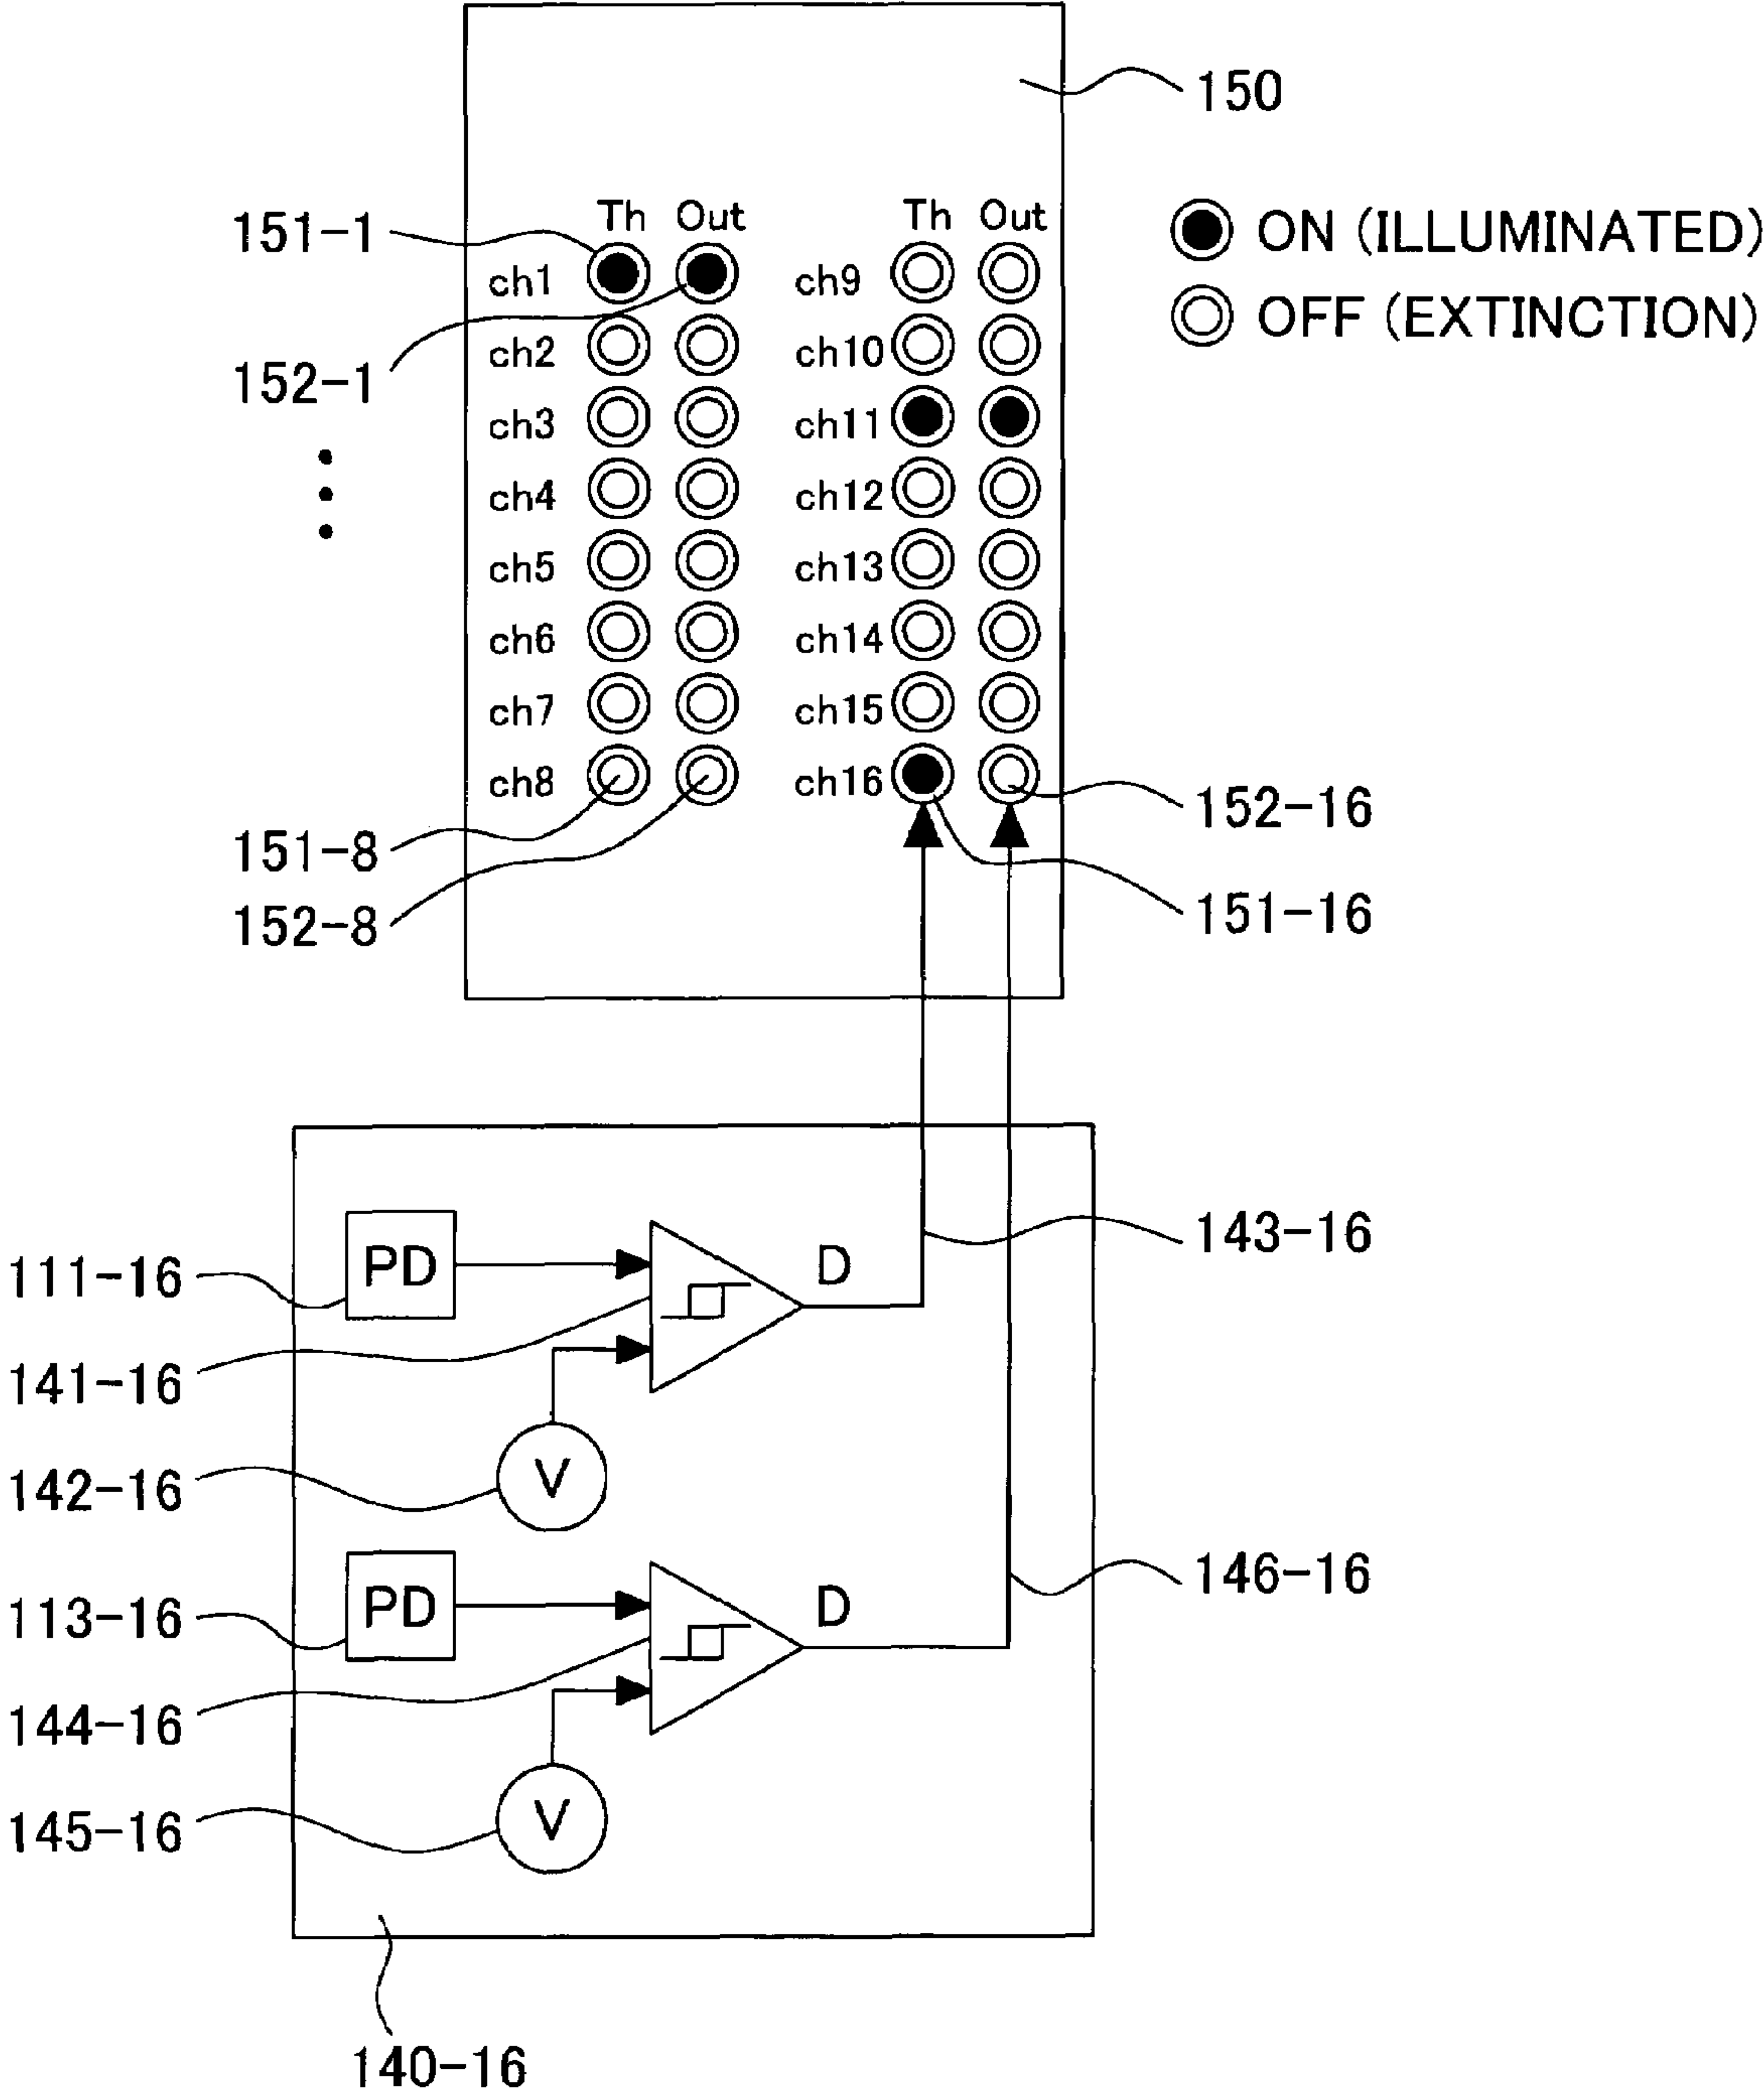 150
Th Out Th Out
ON (ILLUMINATED)
OFF (EXTINCTION)
151-1
152-1
ch1 ch9
ch2 ch10
ch3 ch11
ch4 ch12
ch5 ch13
ch6 ch14
ch7 ch15
ch8 ch16
151-8
152-8
152-16
151-16
143-16
111-16
PD
D
141-16
142-16
V
146-16
113-16
PD
D
144-16
145-16
V
140-16